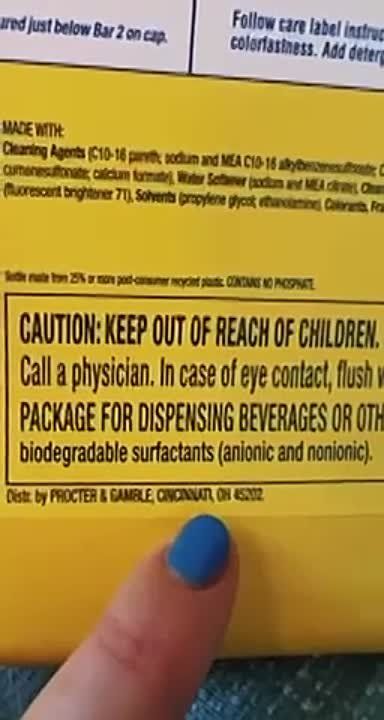 ured just below Bar 2 on cap.
Follow care label instruc
colorfastness. Add deterg
MADE WITH:
Cleaning Agents (C10-16 pareth; sodium and MEA C10-16 alkylbenzenesulfonate; C
cumenesulfonate; calcium formate), Water Softener (sodium and MEA citrate),
(fluorescent brightener 71), Solvents (propylene glycol; ethanolamine), Colorants, Fra
Bottle made from 25% or more post-consumer recycled plastic. CONTAINS NO PHOSPHATE.
CAUTION: KEEP OUT OF REACH OF CHILDREN.
Call a physician. In case of eye contact, flush w
PACKAGE FOR DISPENSING BEVERAGES OR OTH
biodegradable surfactants (anionic and nonionic).
Distr. by PROCTER & GAMBLE, CINCINNATI, OH 45202